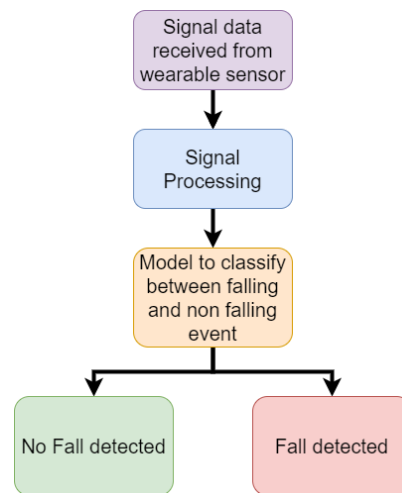 Signal data
received from
wearable sensor
Signal
Processing
Model to classify
between falling
and non falling
event
No Fall detected
Fall detected